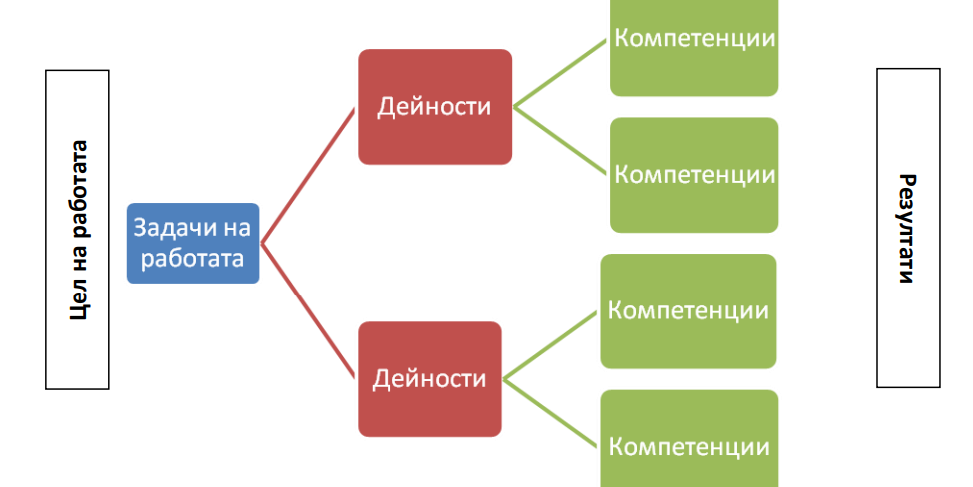 Цел на работата
Задачи на
работата
Дейности
Дейности
Компетенции
Компетенции
Компетенции
Компетенции
Резултати